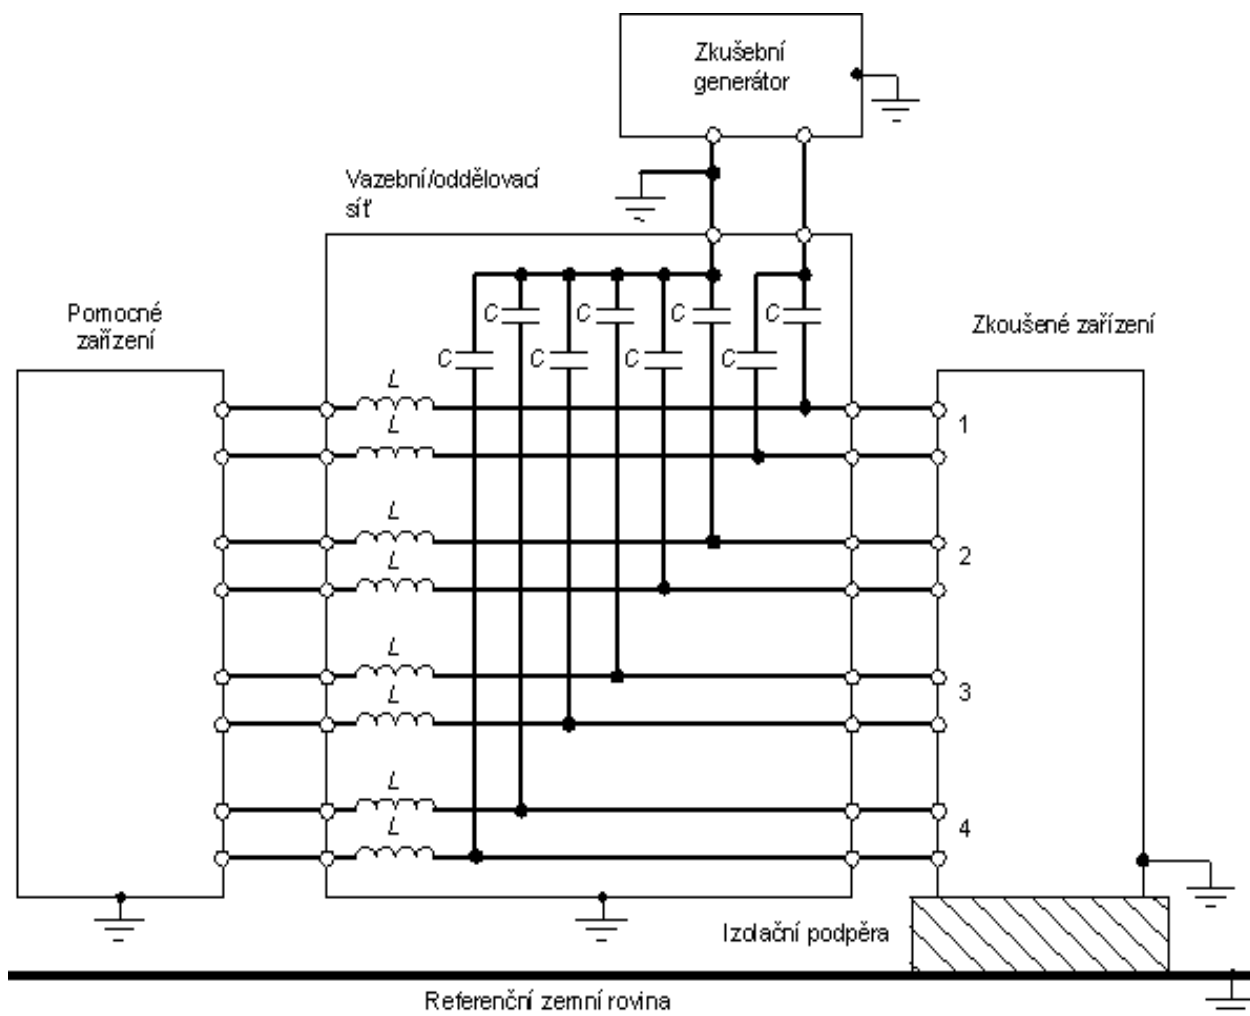 Zkušební
generátor
Vazební/oddělovací
síť
Pomocné
zařízení
Zkoušené zařízení
C
C
C
C
C
C
C
C
L
L
1
L
L
2
L
L
3
L
L
4
Izolační podpěra
Referenční zemní rovina